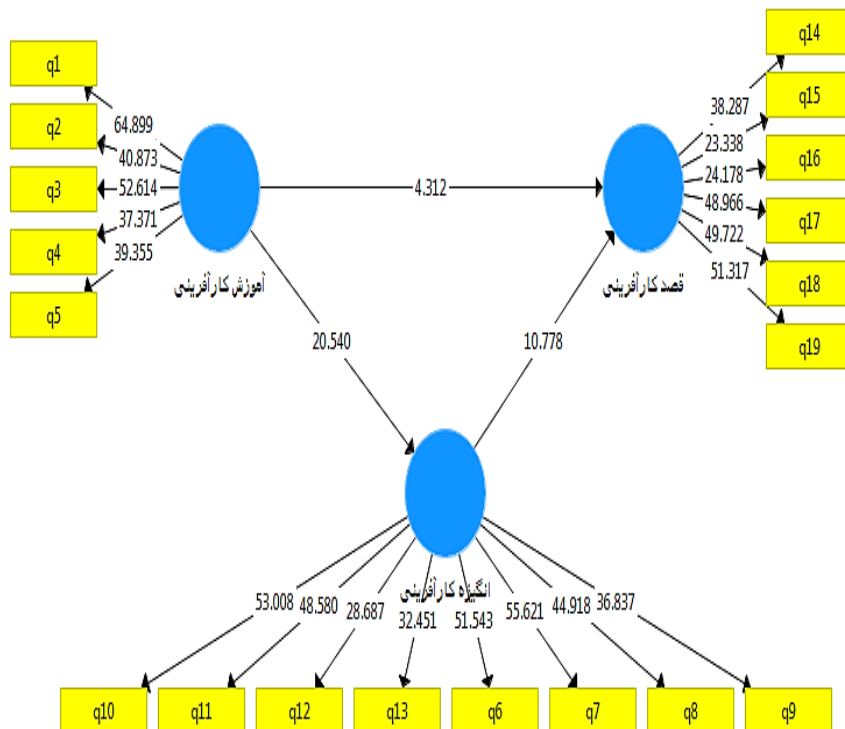 q1
q2
q3
q4
q5
64.899
40.873
52.614
37.371
39.355
آموزش کارآفرینی
4.312
20.540
10.778
q14
q15
q16
q17
q18
q19
38.287
23.338
24.178
48.966
49.722
51.317
قصد کارآفرینی
انگیزه کارآفرینی
53.008
48.580
28.687
32.451
51.543
55.621
44.918
36.837
q10
q11
q12
q13
q6
q7
q8
q9